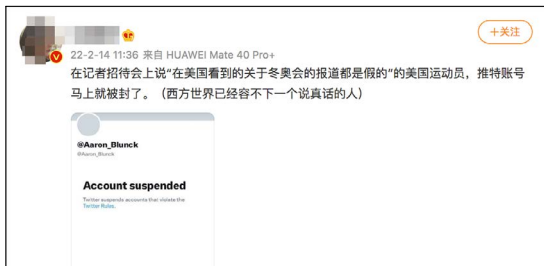 +关注
22-2-14 11:36 来自 HUAWEI Mate 40 Pro+
在记者招待会上说“在美国看到的关于冬奥会的报道都是假的”的美国运动员，推特账号
马上就被封了。（西方世界已经容不下一个说真话的人）
@Aaron_Blunck
@Aaron_Blunck
Account suspended
Twitter suspends accounts that violate the
Twitter Rules.